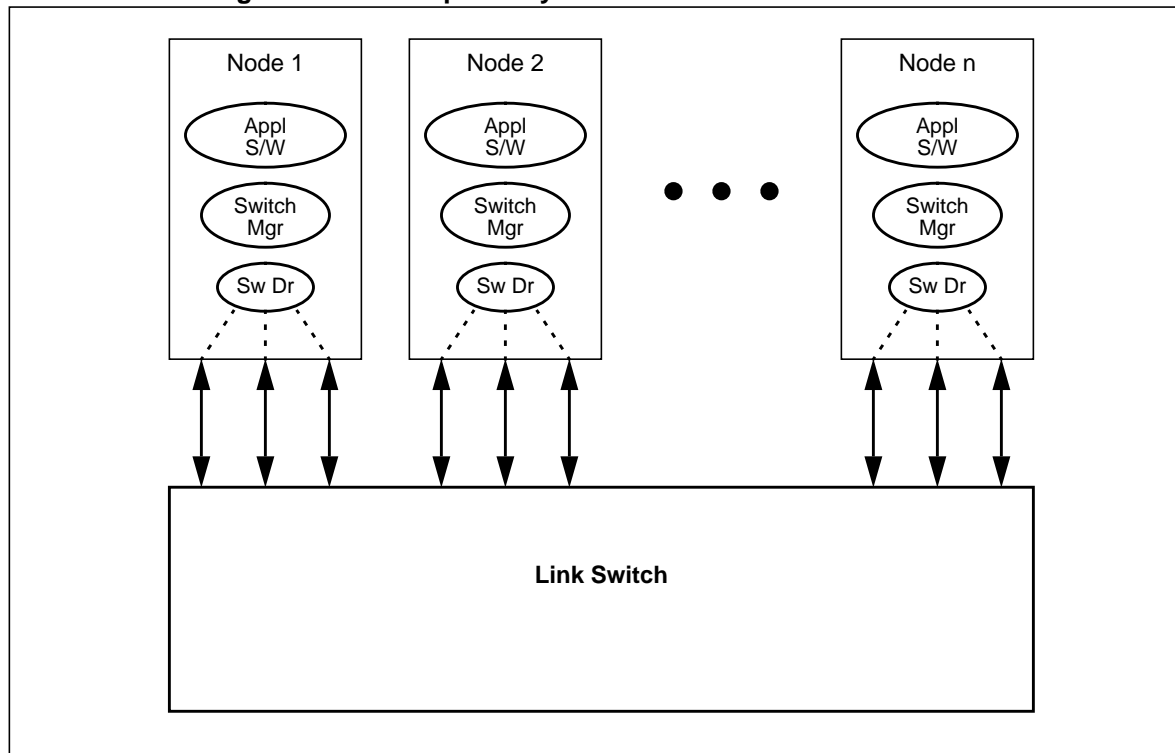 Node 1
Appl
S/W
Switch
Mgr
Sw Dr
Node 2
Appl
S/W
Switch
Mgr
Sw Dr
Node n
Appl
S/W
Switch
Mgr
Sw Dr
Link Switch